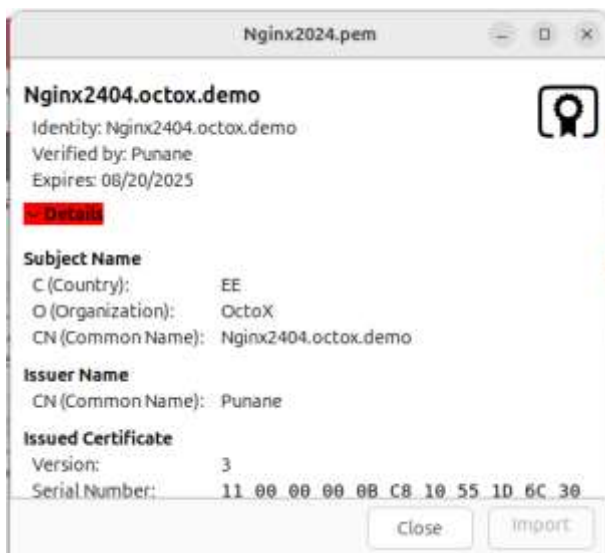 Nginx2024.pem
Nginx2404.octox.demo
Identity: Nginx2404.octox.demo
Verified by: Punane
Expires: 08/20/2025
Details
Subject Name
C (Country): EE
O (Organization): OctoX
CN (Common Name): Nginx2404.octox.demo
Issuer Name
CN (Common Name): Punane
Issued Certificate
Version: 3
Serial Number: 11 00 00 00 0B C8 10 55 1D 6C 30
Close Import